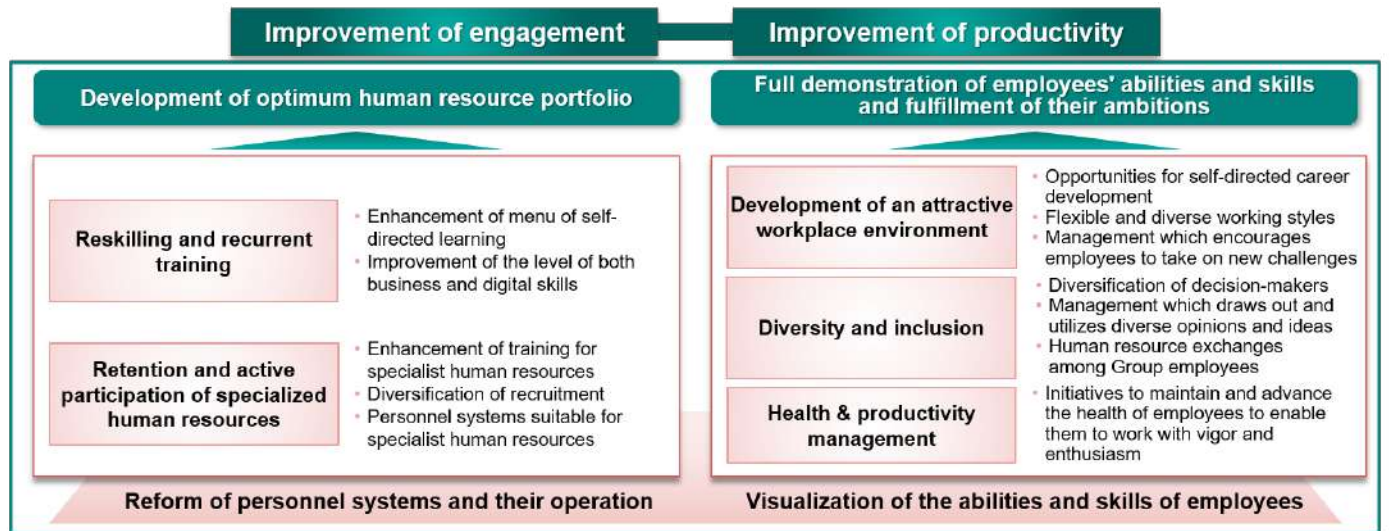 Improvement of engagement
Improvement of productivity
Development of optimum human resource portfolio
Full demonstration of employees' abilities and skills
and fulfillment of their ambitions
Reskilling and recurrent
training
• Enhancement of menu of self-
directed learning
• Improvement of the level of both
business and digital skills
Retention and active
participation of specialized
human resources
• Enhancement of training for
specialist human resources
• Diversification of recruitment
• Personnel systems suitable for
specialist human resources
Development of an attractive
workplace environment
• Opportunities for self-directed career
development
• Flexible and diverse working styles
• Management which encourages
employees to take on new challenges
Diversity and inclusion
• Diversification of decision-makers
• Management which draws out and
utilizes diverse opinions and ideas
• Human resource exchanges
among Group employees
Health & productivity
management
• Initiatives to maintain and advance
the health of employees to enable
them to work with vigor and
enthusiasm
Reform of personnel systems and their operation
Visualization of the abilities and skills of employees